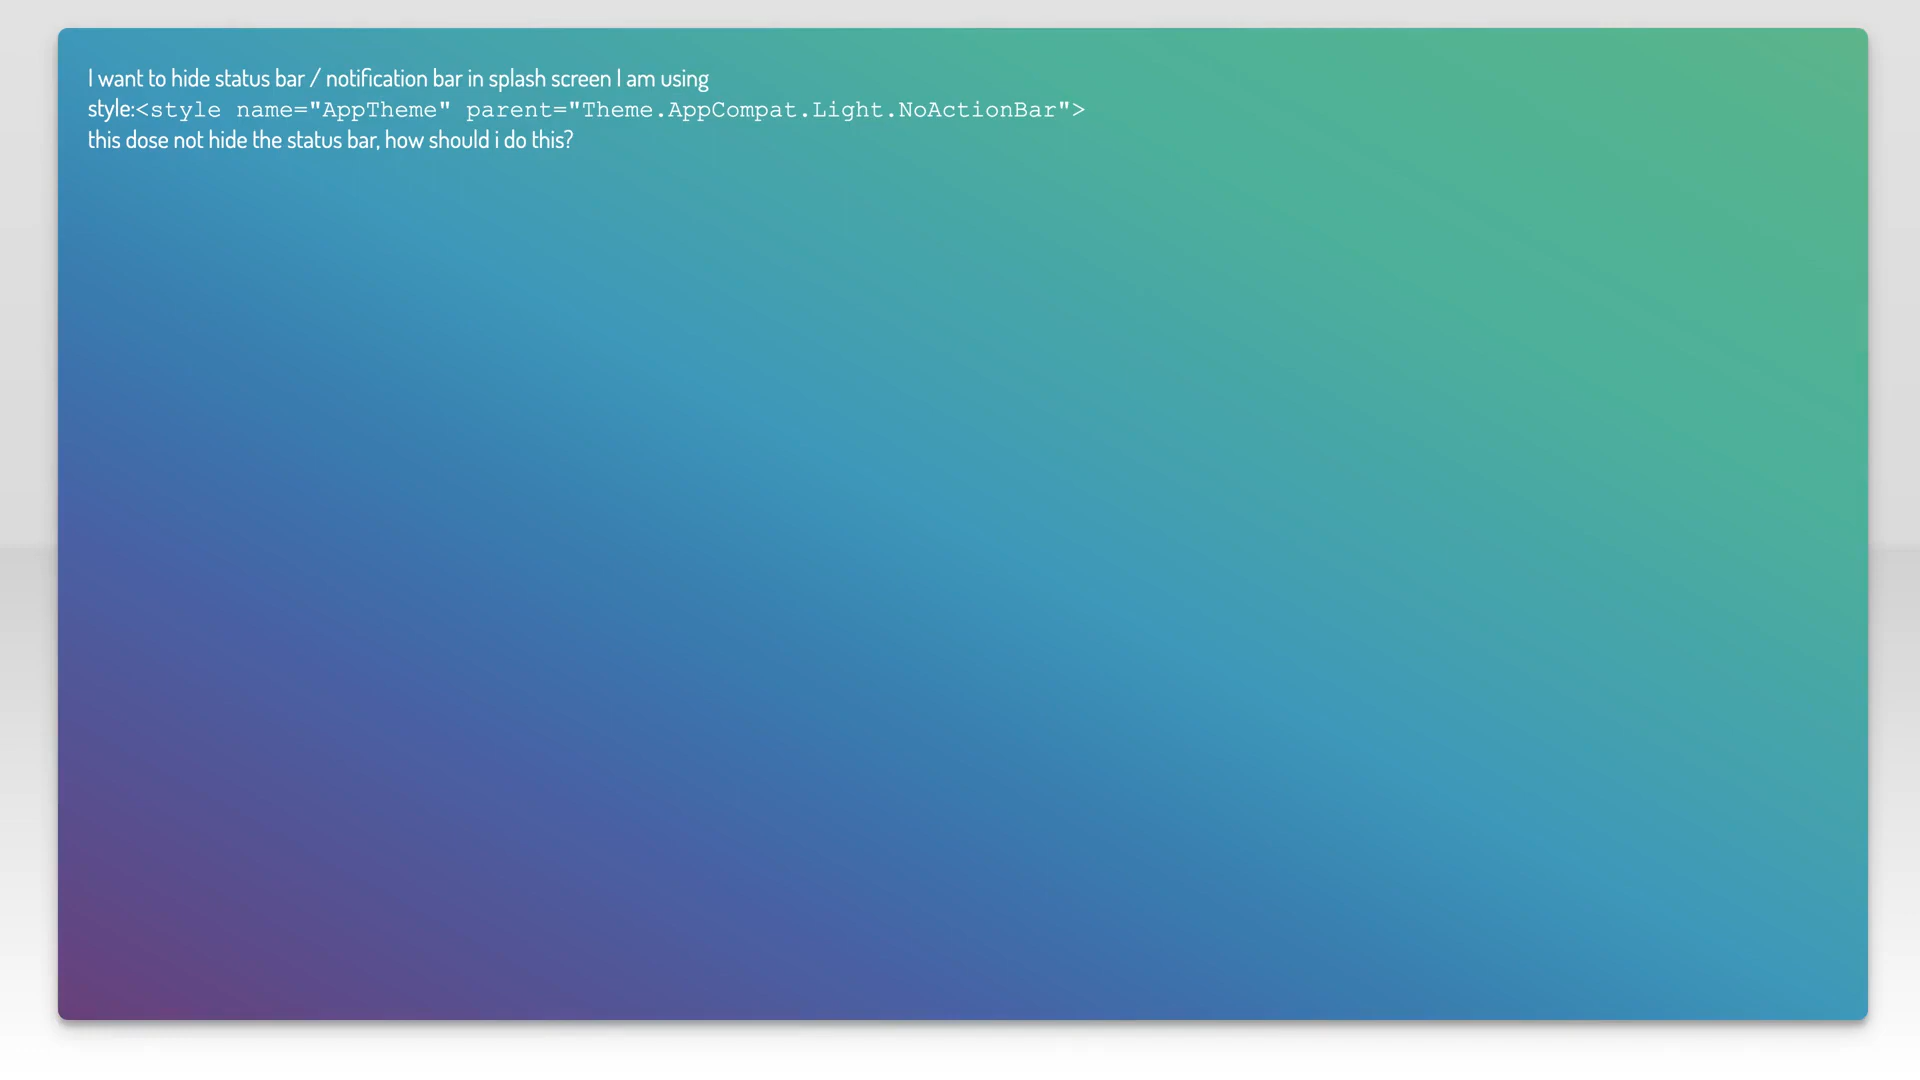 I want to hide status bar / notification bar in splash screen I am using
style:<style name="AppTheme" parent="Theme.AppCompat.Light.NoActionBar">
this dose not hide the status bar, how should i do this?